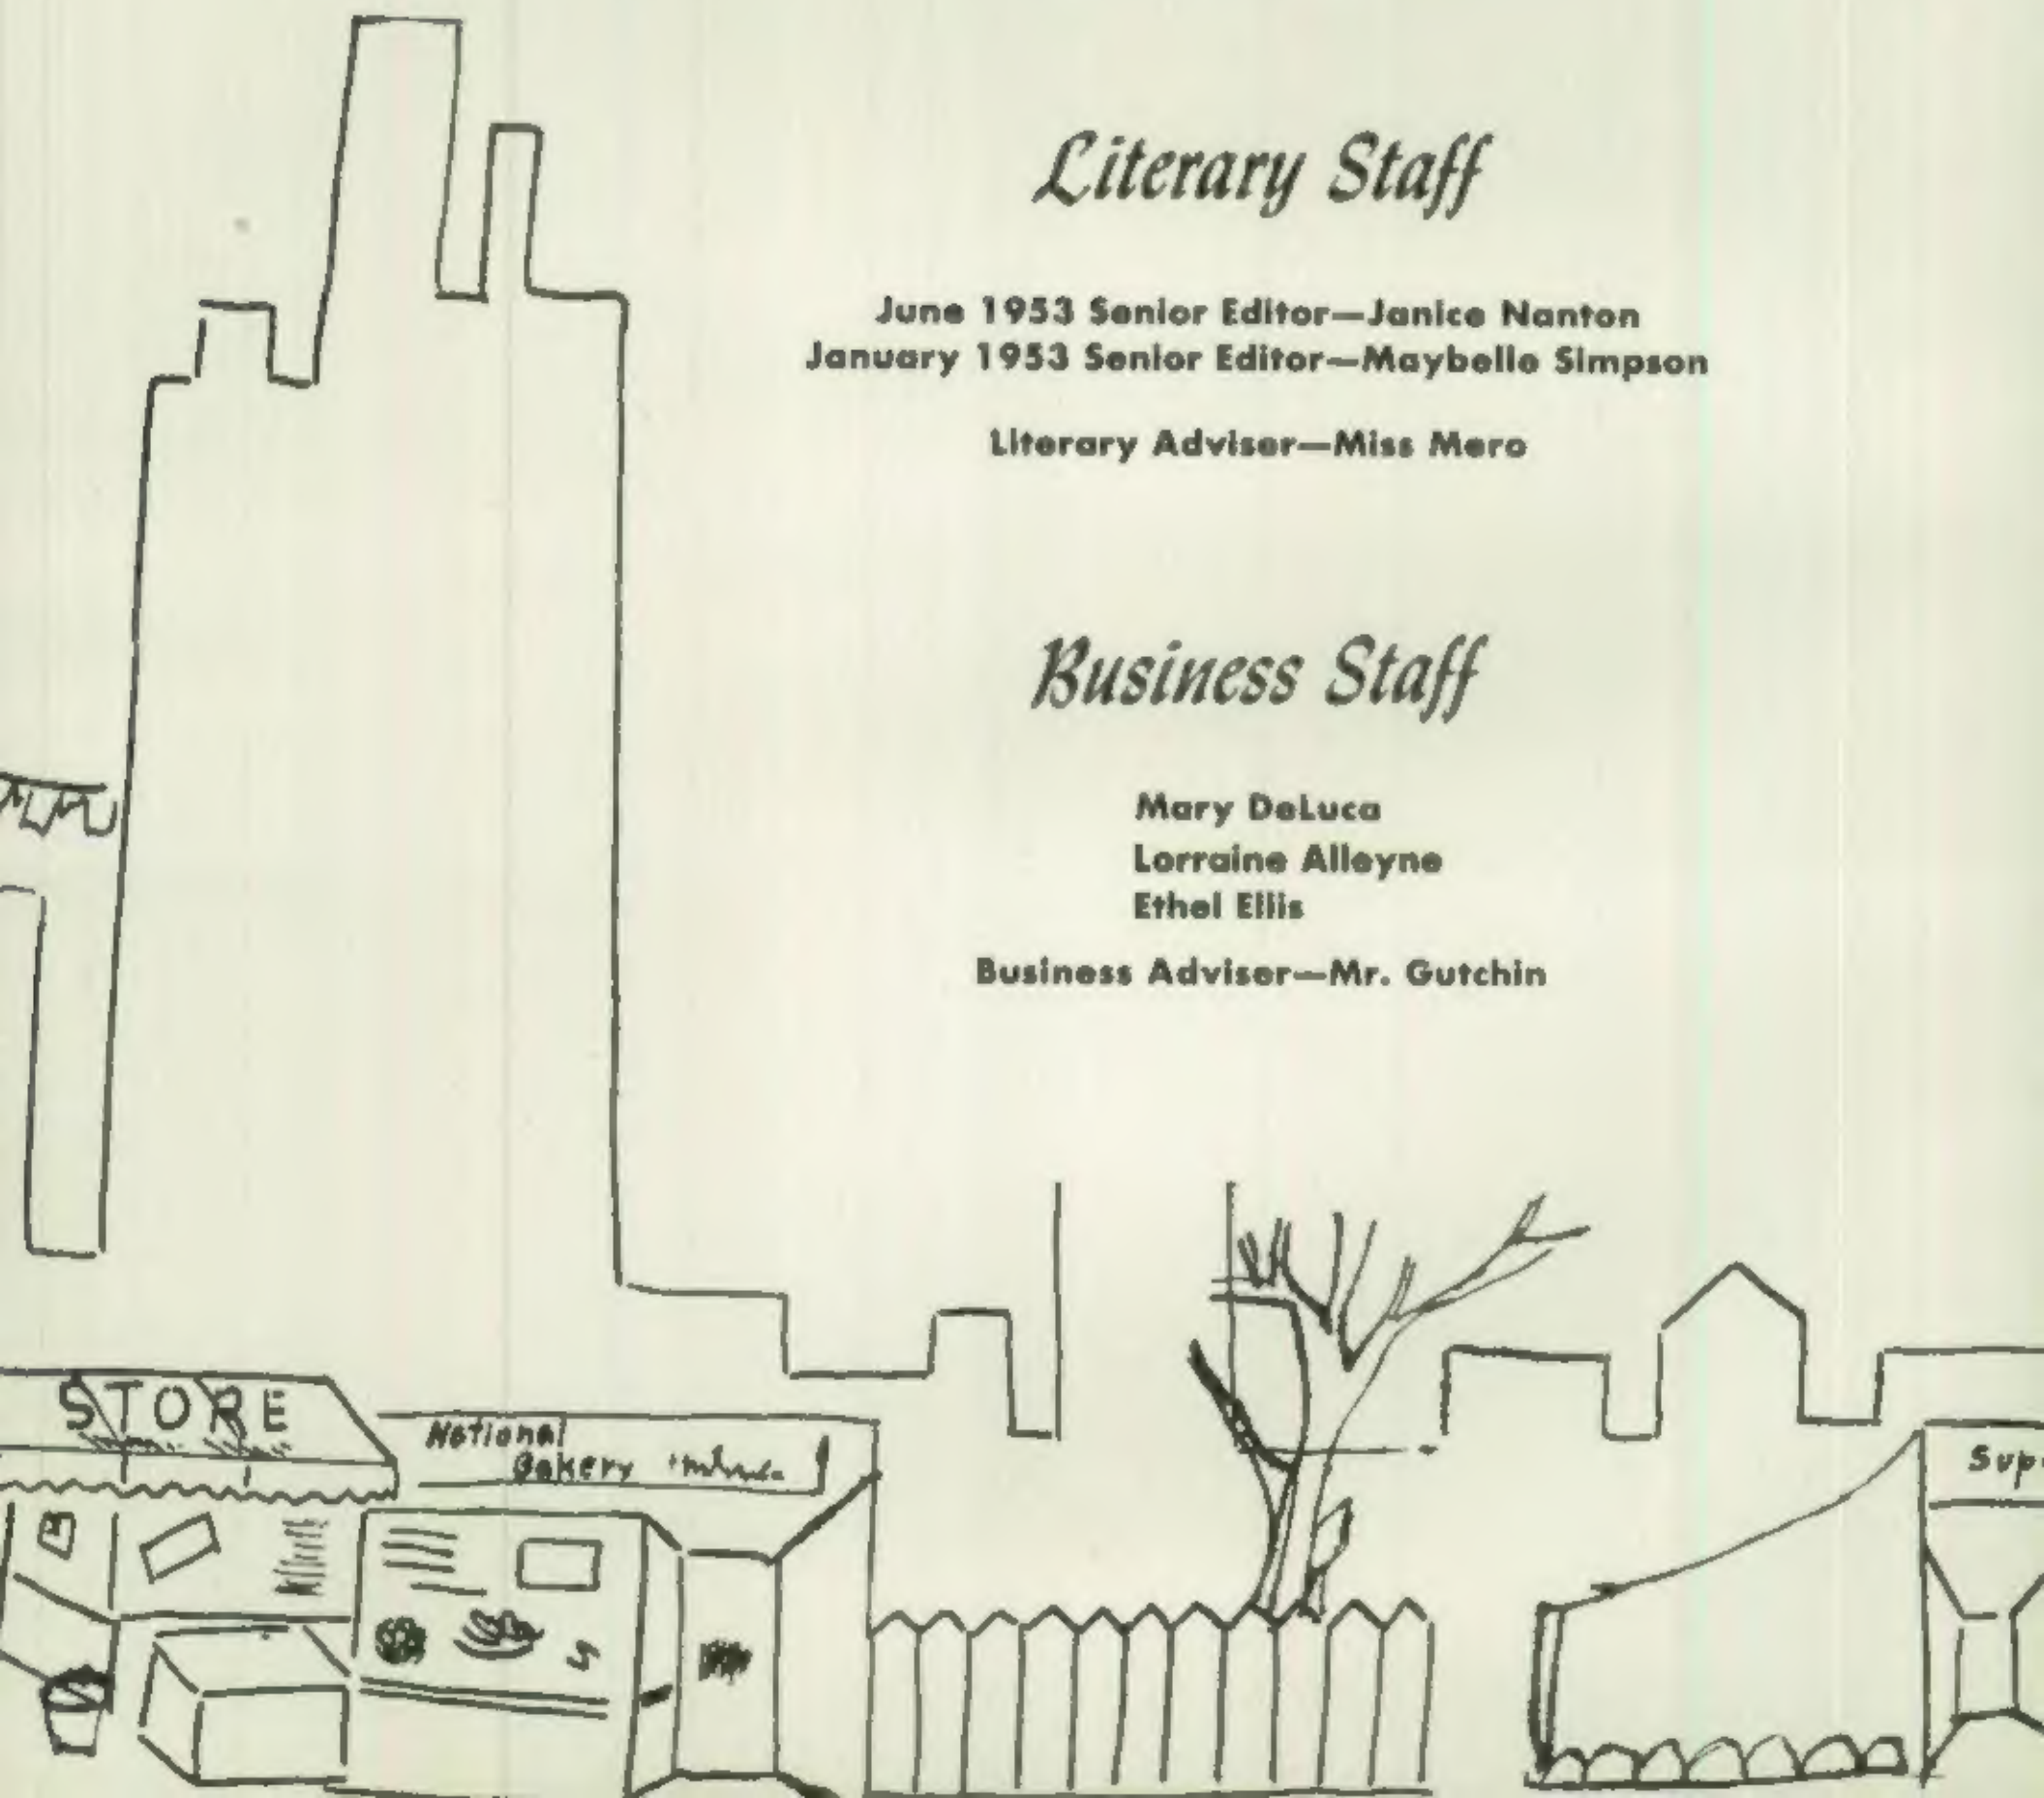 Literary Staff
June 1953 Senior Editor—Janice Nanton
January 1953 Senior Editor—Maybelle Simpson
Literary Adviser—Miss Mero
Business Staff
Mary DeLuca
Lorraine Alleyne
Ethel Ellis
Business Adviser—Mr. Gutchin
STORE
National
Bakery
Sup